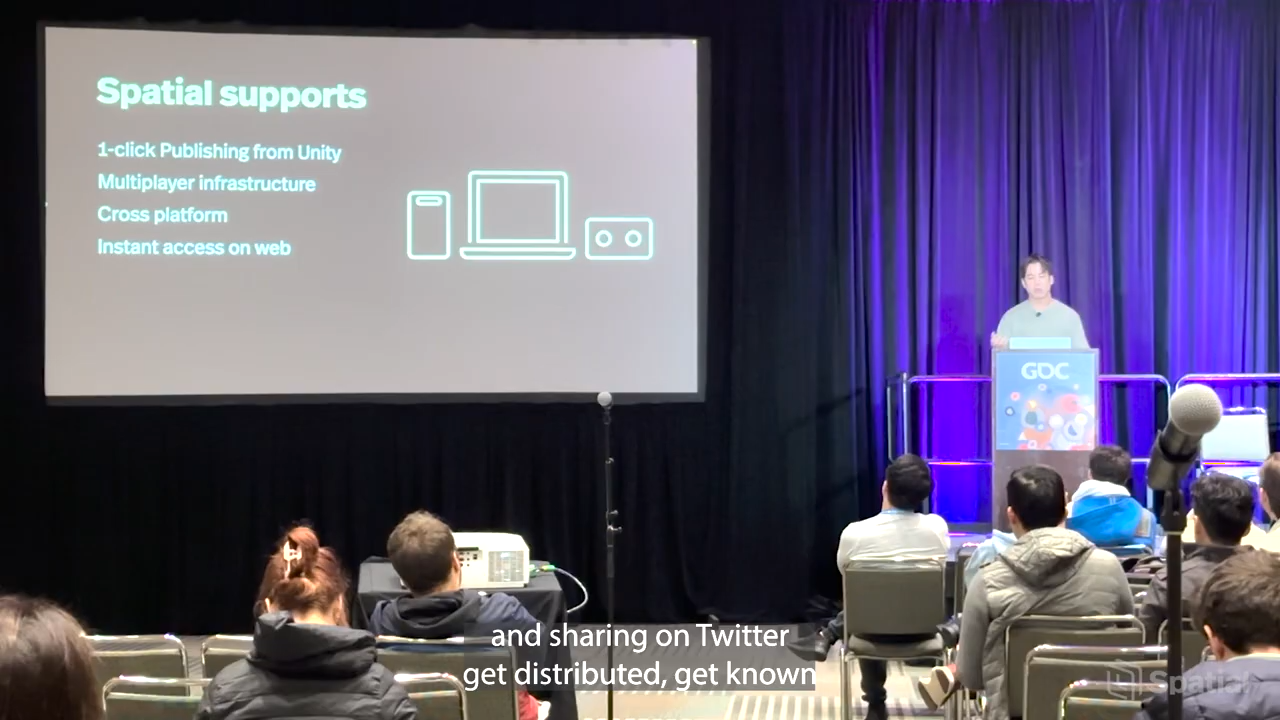 Spatial supports
1-click Publishing from Unity
Multiplayer infrastructure
Cross platform
Instant access on web
GDC
and sharing on Twitter
get distributed, get known
Spatial